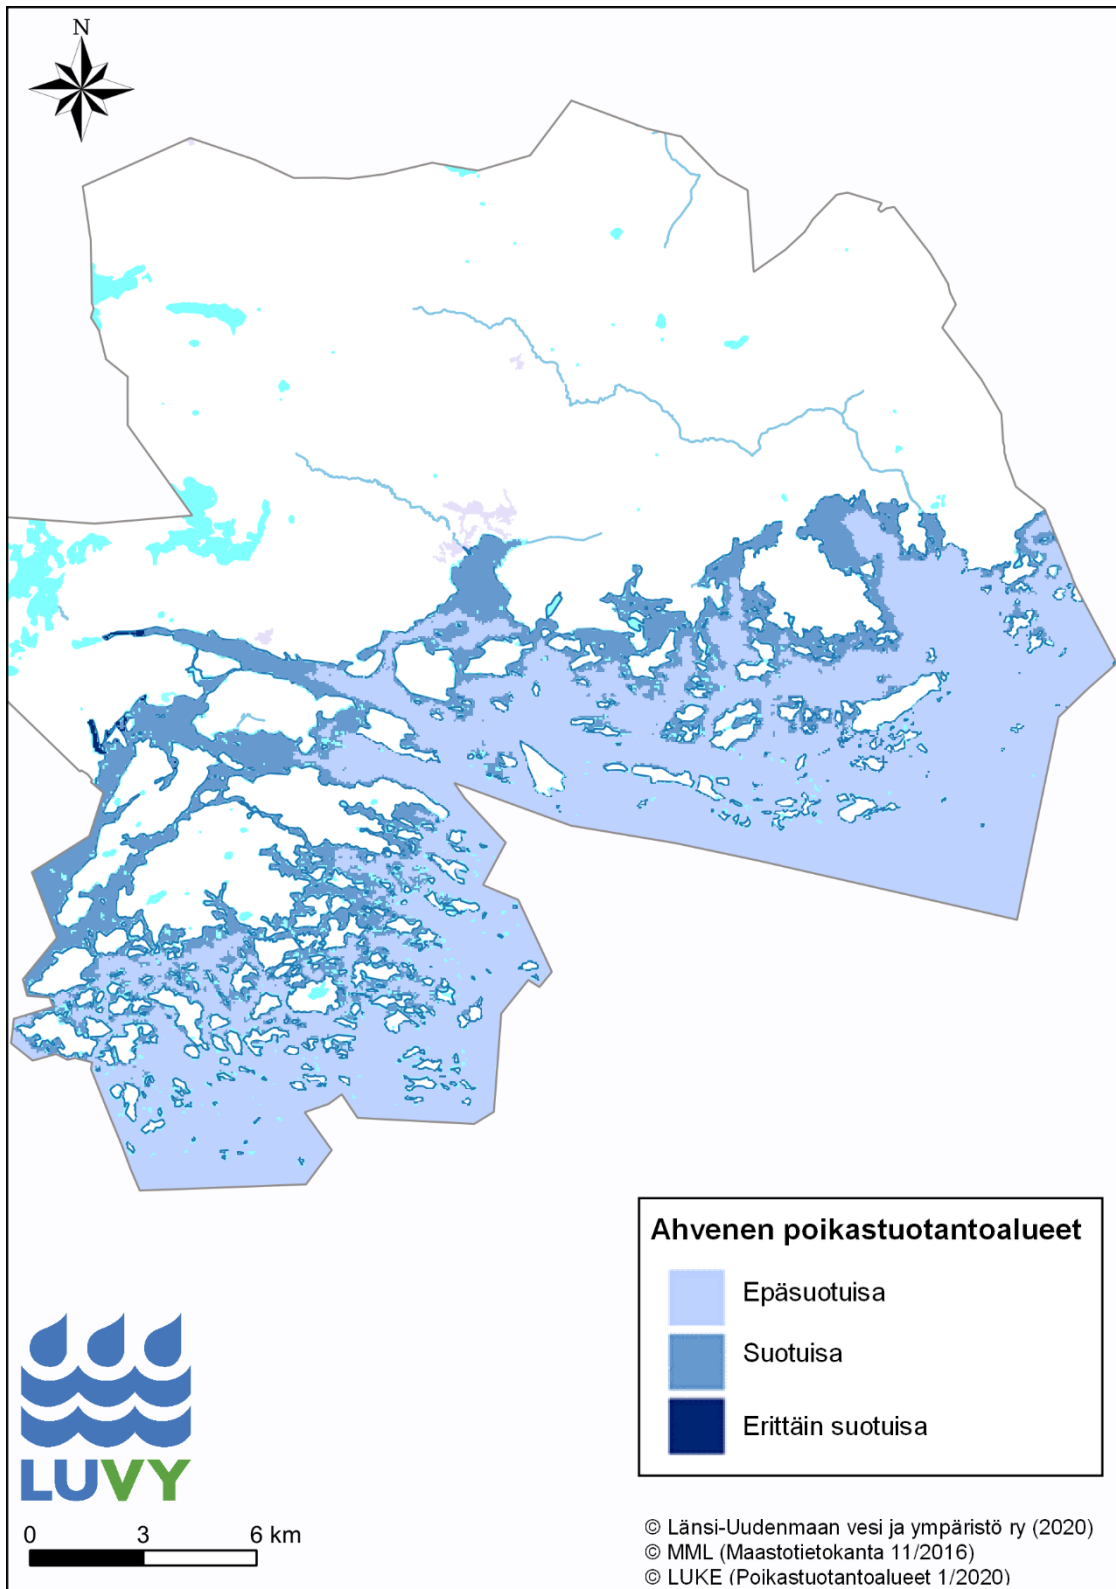 N
Ahvenen poikastuotantoalueet
Epäsuotuisa
Suotuisa
Erittäin suotuisa
LUVY
0 3 6 km
© Länsi-Uudenmaan vesi ja ympäristö ry (2020)
© MML (Maastotietokanta 11/2016)
© LUKE (Poikastuotantoalueet 1/2020)